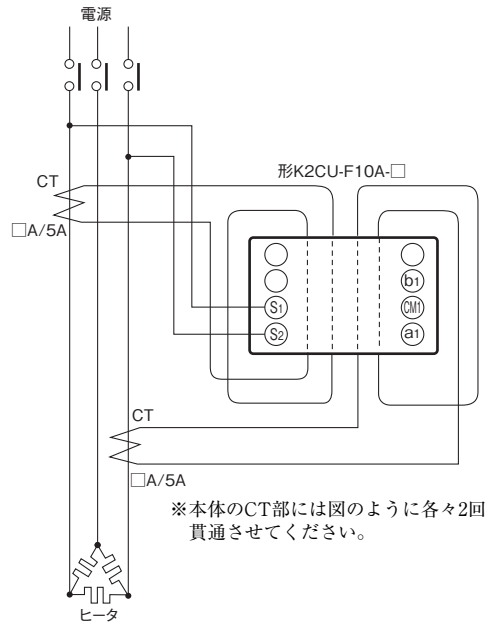 電源
形K2CU-F10A-□
CT
□A/5A
b1
S1
CM1
S2
a1
CT
□A/5A
※本体のCT部には図のように各々2回
貫通させてください。
ヒータ